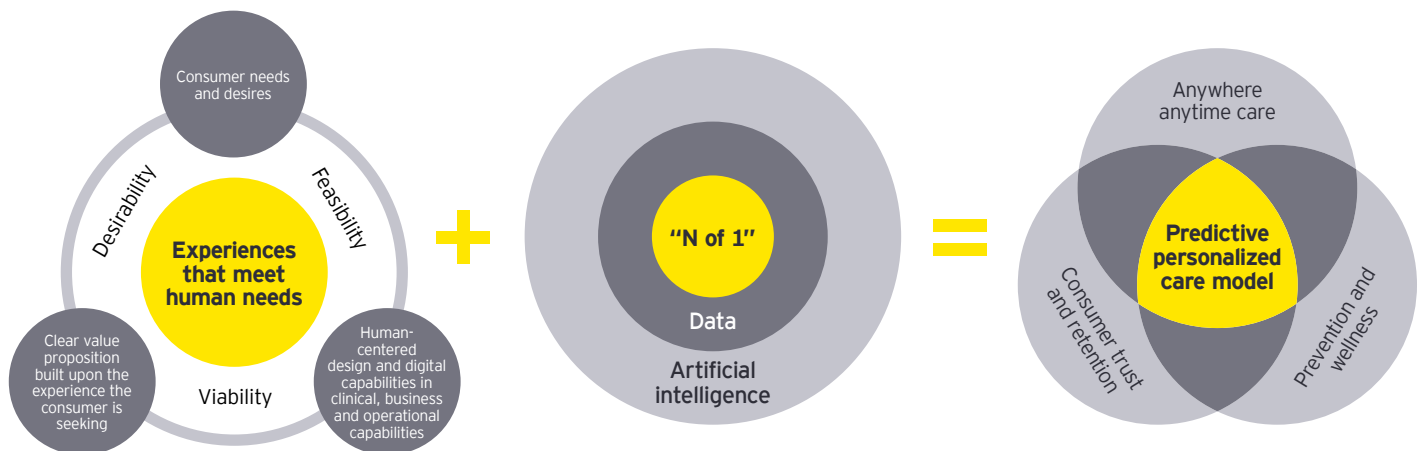 Consumer needs
and desires
Desirability
Feasibility
Experiences
that meet
human needs
Clear value
proposition
built upon the
experience the
consumer is
seeking
Viability
Human-
centered
design and digital
capabilities in
clinical, business
and operational
capabilities
+
“N of 1”
Data
Artificial
intelligence
=
Anywhere
anytime care
Predictive
personalized
care model
Consumer trust
and retention
Prevention and
wellness